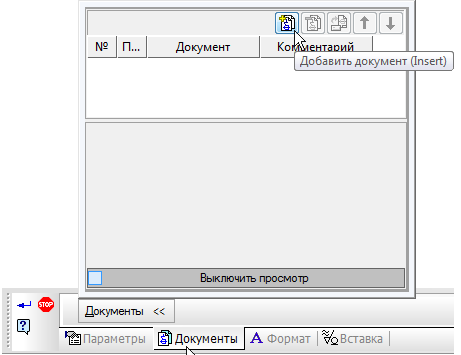 № П... Документ Комментарий
Добавить документ (Insert)
Выключить просмотр
Документы <<
STOP
Параметры Документы Формат Вставка